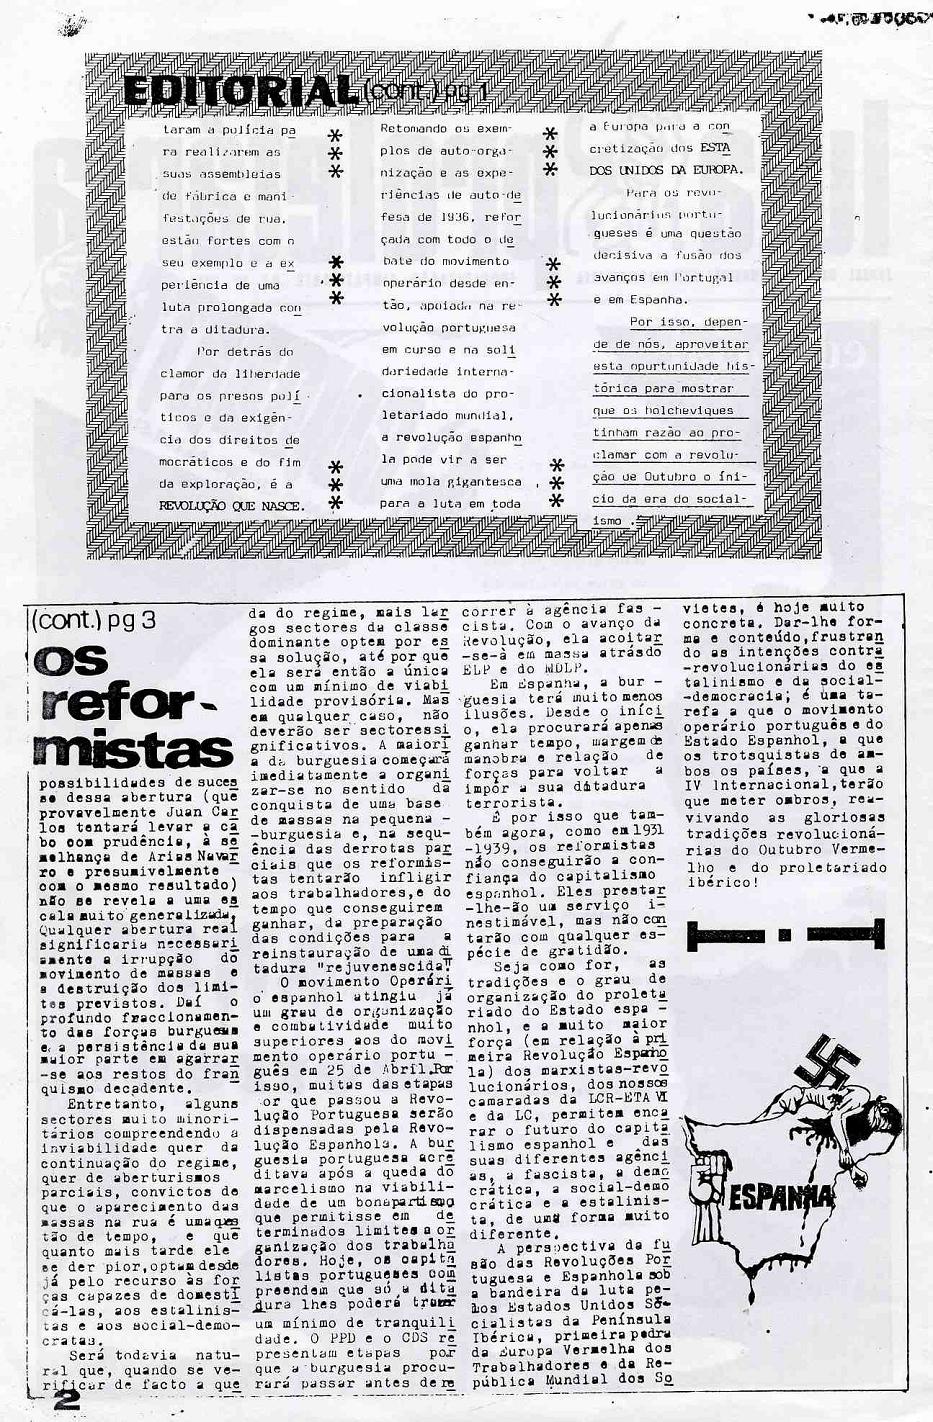 EDITORIAL (cont.) pg 1
taram a polícia pa
ra realizarem as
suas assembleias
de fábrica e mani-
festações de rua,
estão fortes com o
seu exemplo e a ex
periência de uma
luta prolongada con
tra a ditadura.
Por detrás do
clamor da liberdade
para os presos polí
ticos e da exigên-
cia dos direitos de
mocráticos e do fim
da exploração, é a
REVOLUÇÃO QUE NASCE.
Retomando os exem-
plos de auto-orga-
nização e as expe-
riências de auto-de
fesa de 1936, refor
çada com todo o de
bate do movimento
operário desde en-
tão, apoiada na re-
volução portuguesa
em curso e na soli
dariedade interna-
cionalista do pro-
letariado mundial,
a revolução espanho
la pode vir a ser
uma mola gigantesca
para a luta em toda
a Europa para a con
cretização dos ESTA
DOS UNIDOS DA EUROPA.
Para os revo-
lucionários portu-
gueses é uma questão
decisiva a fusão dos
avanços em Portugal
e em Espanha.
Por isso, depen-
de de nós, aproveitar
esta oportunidade his-
tórica para mostrar
que os bolcheviques
tinham razão ao pro-
clamar com a revolu-
ção de Outubro o iní-
cio da era do social-
ismo.
(cont.) pg 3
os
refor-
mistas
possibilidades de suces
so dessa abertura (que
provavelmente Juan Car
los tentará levar a ca
bo com prudência, à se
melhança de Arias Navar
ro e presumivelmente
com o mesmo resultado)
não se revela a uma es
cala muito generalizada.
Qualquer abertura real
significaria necessari
amente a irrupção do
movimento de massas e
a destruição dos limi-
tes previstos. Daí o
profundo fraccionamen-
to das forças burguesas
e a persistência da sua
maior parte em agarrar
-se aos restos do fran
quismo decadente.
Entretanto, alguns
sectores muito minori-
tários compreendendo a
inviabilidade quer da
continuação do regime,
quer de aberturismos
parciais, convictos de
que o aparecimento das
massas na rua é uma ques
tão de tempo, e que
quanto mais tarde ele
se der pior, optam desde
já pelo recurso às for
ças capazes de domesti
cá-las, aos estalinis-
tas e aos social-demo-
cratas.
Será todavia natu-
ral que, quando se ve-
rificar de facto a que
da do regime, mais lar
gos sectores da classe
dominante optem por es
sa solução, até por que
ela será então a única
com um mínimo de viabi
lidade provisória. Mas
em qualquer caso, não
deverão ser sectores si
gnificativos. A maiori
a da burguesia começará
imediatamente a organi
zar-se no sentido da
conquista de uma base
de massas na pequena -
-burguesia e, na sequ-
ência das derrotas par
ciais que os reformis-
tas tentarão infligir
aos trabalhadores, e do
tempo que conseguirem
ganhar, da preparação
das condições para a
reinstauração de uma di
tadura "rejuvenescida".
O movimento Operári
o espanhol atingiu já
um grau de organização
e combatividade muito
superiores aos do movi
mento operário portu -
guês em 25 de Abril. Por
isso, muitas das etapas
por que passou a Revo-
lução Portuguesa serão
dispensadas pela Revo-
lução Espanhola. A bur
guesia portuguesa acre
ditava após a queda do
marcelismo na viabili-
dade de um bonapartismo
que permitisse em de
terminados limites a or
ganização dos trabalha
dores. Hoje, os capita
listas portugueses com
preendem que só a dita
dura lhes poderá trazer
um mínimo de tranquili
dade. O PPD e o CDS re
presentam etapas por
que a burguesia procu-
rará passar antes de re
correr à agência fas -
cista. Com o avanço da
Revolução, ela acoitar
-se-á em massa atrás do
ELP e do MDLP.
Em Espanha, a bur -
guesia terá muito menos
ilusões. Desde o iníci
o, ela procurará apenas
ganhar tempo, margem de
manobra e relação de
forças para voltar a
impôr a sua ditadura
terrorista.
É por isso que tam-
bém agora, como em 1931
-1939, os reformistas
não conseguirão a con-
fiança do capitalismo
espanhol. Eles prestar
-lhe-ão um serviço i-
nestimável, mas não con
tarão com qualquer es-
pécie de gratidão.
Seja como for, as
tradições e o grau de
organização do proleta
riado do Estado espa -
nhol, e a muito maior
força (em relação à pri
meira Revolução Espanho
la) dos marxistas-revo
lucionários, dos nossos
camaradas da LCR-ETA VI
e da LC, permitem enca
rar o futuro do capita
lismo espanhol e das
suas diferentes agênci
as, a fascista, a demo
crática, a social-demo
crática e a estalinis-
ta, de uma forma muito
diferente.
A perspectiva da fu
são das Revoluções Por
tuguesa e Espanhola sob
a bandeira da luta pe-
los Estados Unidos So-
cialistas da Península
Ibérica, primeira pedra
da Europa Vermelha dos
Trabalhadores e da Re-
pública Mundial dos So
vietes, é hoje muito
concreta. Dar-lhe for-
ma e conteúdo, frustran
do as intenções contra
-revolucionárias do es
talinismo e da social-
-democracia; é uma ta-
refa a que o movimento
operário português e do
Estado Espanhol, a que
os trotsquistas de am-
bos os países, a que a
IV Internacional, terão
que meter ombros, rea-
vivando as gloriosas
tradições revolucioná-
rias do Outubro Verme-
lho e do proletariado
ibérico!
ESPANHA
2